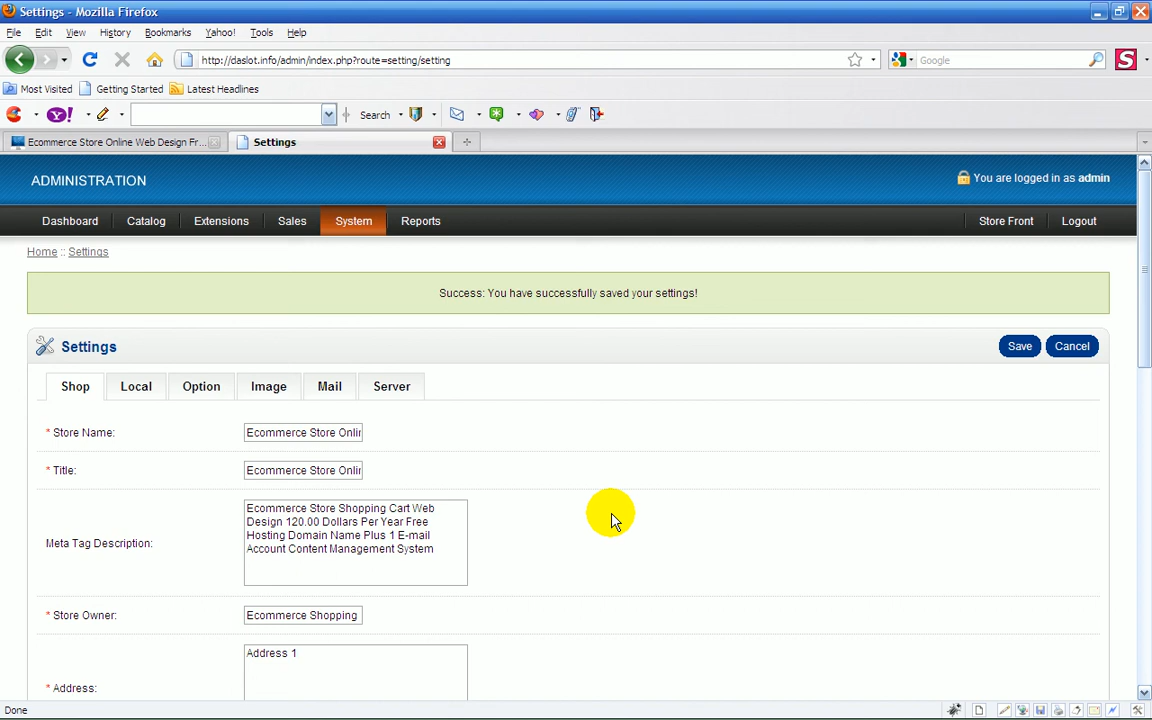 Settings - Mozilla Firefox
File Edit View History Bookmarks Yahoo! Tools Help
http://daslot.info/admin/index.php?route=setting/setting
Google
S
Most Visited Getting Started Latest Headlines
Y! Search
Ecommerce Store Online Web Design Fr... Settings
ADMINISTRATION
You are logged in as admin
Dashboard Catalog Extensions Sales System Reports Store Front Logout
Home :: Settings
Success: You have successfully saved your settings!
Settings Save Cancel
Shop Local Option Image Mail Server
* Store Name: Ecommerce Store Onlin
* Title: Ecommerce Store Onlin
Meta Tag Description:
Ecommerce Store Shopping Cart Web
Design 120.00 Dollars Per Year Free
Hosting Domain Name Plus 1 E-mail
Account Content Management System
* Store Owner: Ecommerce Shopping
Address 1
* Address:
Done